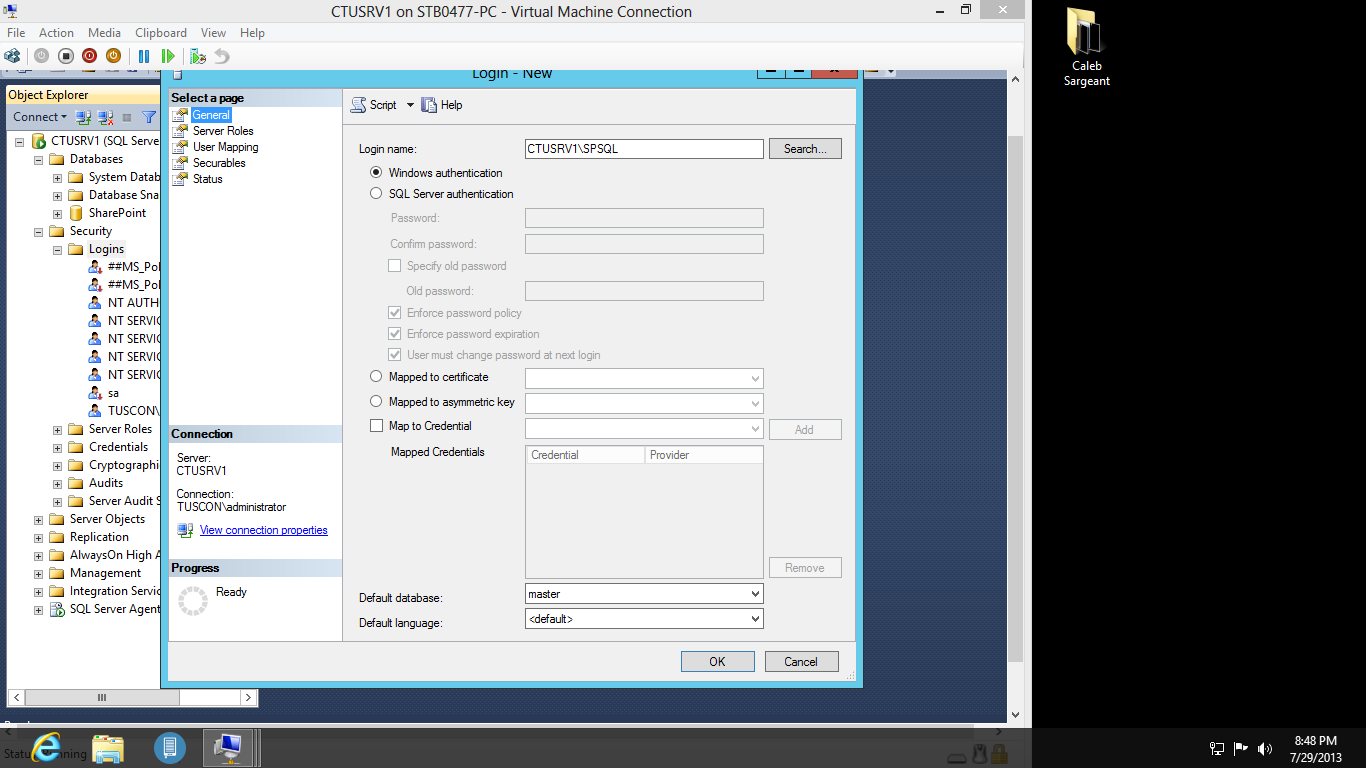 CTUSRV1 on STB0477-PC - Virtual Machine Connection
File Action Media Clipboard View Help
Login - New
Object Explorer
Connect
CTUSRV1 (SQL Serve
Databases
System Datab
Database Sna
SharePoint
Security
Logins
##MS_Pol
##MS_Pol
NT AUTH
NT SERVIC
NT SERVIC
NT SERVIC
NT SERVIC
sa
TUSCON\
Server Roles
Credentials
Cryptographi
Audits
Server Audit S
Server Objects
Replication
AlwaysOn High A
Management
Integration Servic
SQL Server Agent
Select a page
General
Server Roles
User Mapping
Securables
Status
Connection
Server:
CTUSRV1
Connection:
TUSCON\administrator
View connection properties
Progress
Ready
Script Help
Login name: CTUSRV1\SPSQL Search...
Windows authentication
SQL Server authentication
Password:
Confirm password:
Specify old password
Old password:
Enforce password policy
Enforce password expiration
User must change password at next login
Mapped to certificate
Mapped to asymmetric key
Map to Credential Add
Mapped Credentials Credential Provider
Remove
Default database: master
Default language: <default>
OK Cancel
Caleb
Sargeant
8:48 PM
7/29/2013